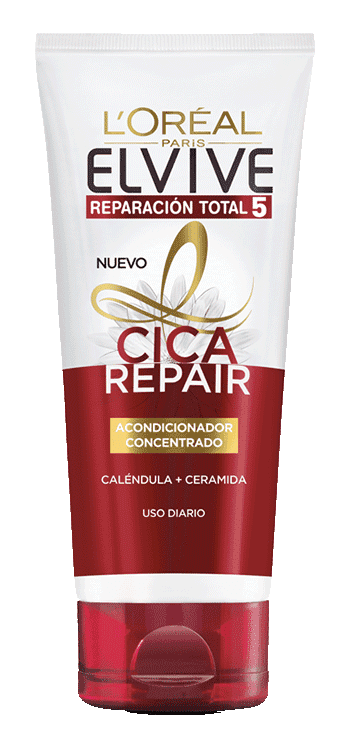 L'ORÉAL
PARIS
ELVIVE
REPARACIÓN TOTAL 5
NUEVO
CICA
REPAIR
ACONDICIONADOR
CONCENTRADO
CALÉNDULA + CERAMIDA
USO DIARIO